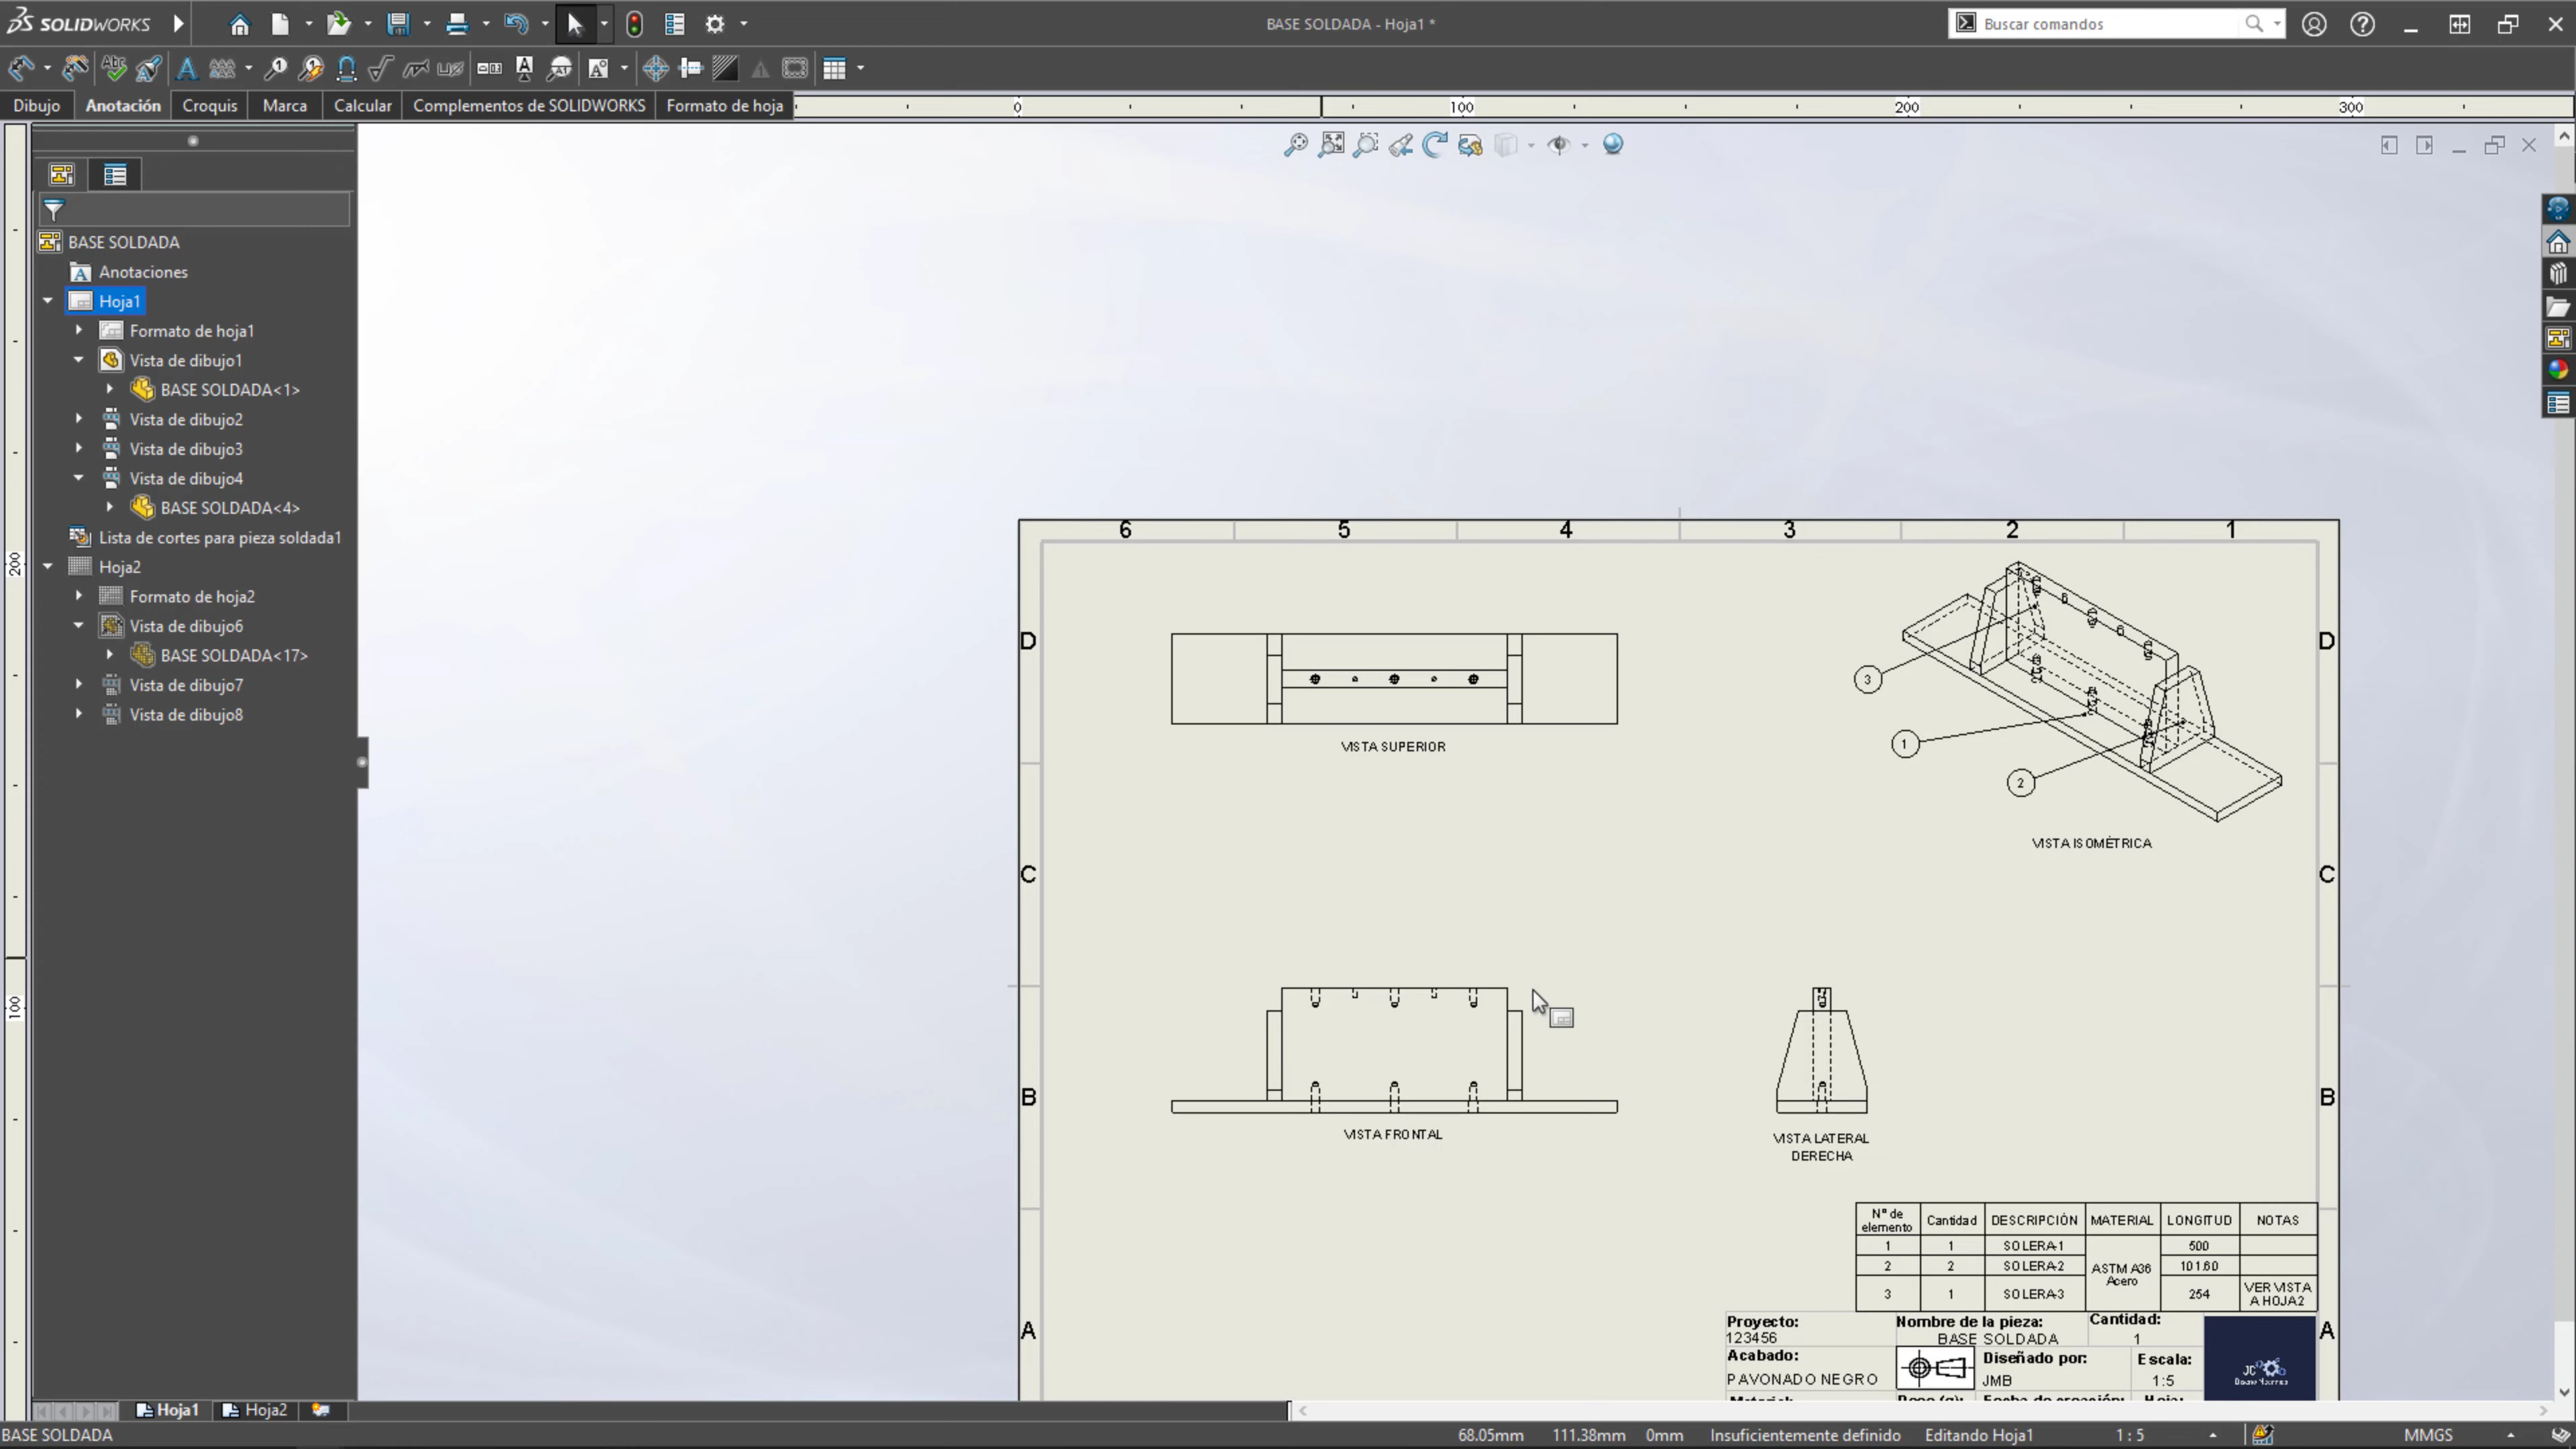 SOLIDWORKS
BASE SOLDADA - Hoja1 *
Buscar comandos
Dibujo
Anotación
Croquis
Marca
Calcular
Complementos de SOLIDWORKS
Formato de hoja
0
100
200
300
BASE SOLDADA
Anotaciones
Hoja1
Formato de hoja1
Vista de dibujo1
BASE SOLDADA<1>
Vista de dibujo2
Vista de dibujo3
Vista de dibujo4
BASE SOLDADA<4>
Lista de cortes para pieza soldada1
Hoja2
Formato de hoja2
Vista de dibujo6
BASE SOLDADA<17>
Vista de dibujo7
Vista de dibujo8
200
100
6 5 4 3 2 1
D
D
3
1
2
VISTA SUPERIOR
VISTA ISOMÉTRICA
C
C
B
B
VISTA FRONTAL
VISTA LATERAL
DERECHA
Nº de elemento Cantidad DESCRIPCIÓN MATERIAL LONGITUD NOTAS
1 1 SOLERA-1 500
2 2 SOLERA-2 101.60
ASTM A36
Acero
3 1 SOLERA-3 254 VER VISTA
A HOJA2
A
A
Proyecto:
123456
Nombre de la pieza:
BASE SOLDADA
Cantidad:
1
Acabado:
PAVONADO NEGRO
Diseñado por:
JMB
Escala:
1:5
JC
Hoja1
Hoja2
BASE SOLDADA
68.05mm 111.38mm 0mm Insuficientemente definido Editando Hoja1 1 : 5 MMGS